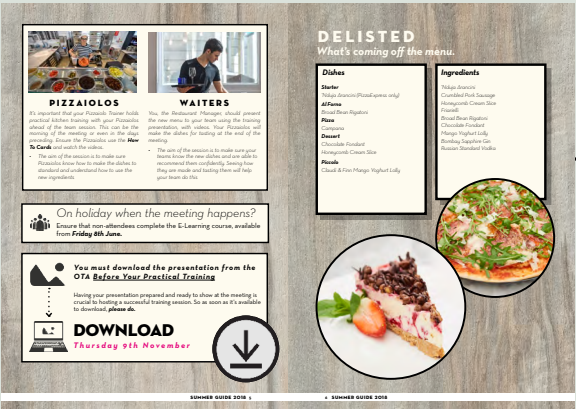 PIZZAIOLOS
It's important that your Pizzaiolo Trainer holds
practical kitchen training with your Pizzaiolos
ahead of the team session. This can be the
morning of the meeting or even in the days
preceding. Ensure the Pizzaiolos use the How
To Cards and watch the videos.
• The aim of the session is to make sure
Pizzaiolos know how to make the dishes to
standard and understand how to use the
new ingredients
WAITERS
You, the Restaurant Manager, should present
the new menu to your team using the training
presentation, with videos. Your Pizzaiolos will
make the dishes for tasting at the end of the
meeting.
• The aim of the session is to make sure your
teams know the new dishes and are able to
recommend them confidently. Seeing how
they are made and tasting them will help
your team do this.
On holiday when the meeting happens?
Ensure that non-attendees complete the E-Learning course, available
from Friday 8th June.
You must download the presentation from the
OTA Before Your Practical Training
Having your presentation prepared and ready to show at the meeting is
crucial to hosting a successful training session. So as soon as it's available
to download, please do.
DOWNLOAD
Thursday 9th November
SUMMER GUIDE 2018
DELISTED
What's coming off the menu.
Dishes
Starter
'Nduja Arancini (PizzaExpress only)
Al Forno
Broad Bean Rigatoni
Pizza
Campana
Dessert
Chocolate Fondant
Honeycomb Cream Slice
Piccolo
Claudi & Finn Mango Yoghurt Lolly
Ingredients
'Nduja Arancini
Crumbled Pork Sausage
Honeycomb Cream Slice
Friarielli
Broad Bean Rigatoni
Chocolate Fondant
Mango Yoghurt Lolly
Bombay Sapphire Gin
Russian Standard Vodka
SUMMER GUIDE 2018